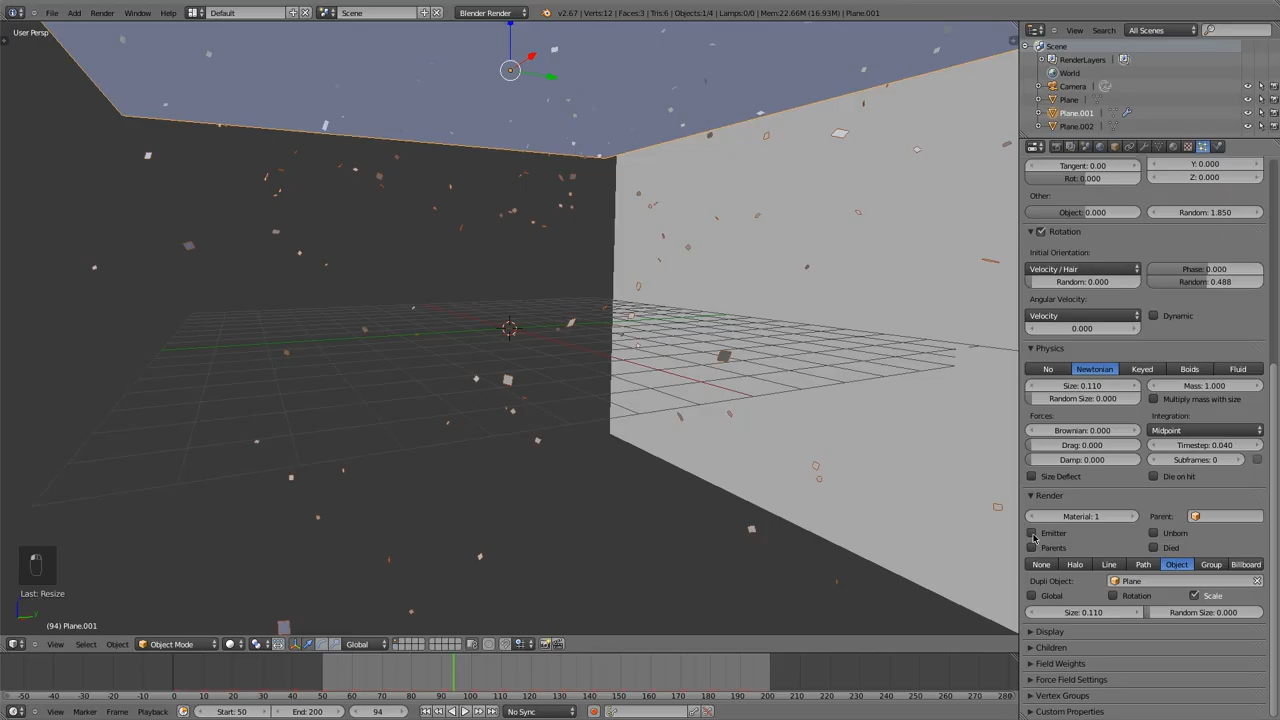 File Add Render Window Help Default Scene Blender Render v2.67 | Verts:12 | Faces:3 | Tris:6 | Objects:1/4 | Lamps:0/0 | Mem:22.66M (16.93M) | Plane.001
User Persp
View Search All Scenes
Scene
RenderLayers
World
Camera
Plane
Plane.001
Plane.002
Tangent: 0.00 Y: 0.000
Rot: 0.000 Z: 0.000
Other:
Object: 0.000 Random: 1.850
Rotation
Initial Orientation:
Velocity / Hair Phase: 0.000
Random: 0.000 Random: 0.488
Angular Velocity:
Velocity Dynamic
0.000
Physics
No Newtonian Keyed Boids Fluid
Size: 0.110 Mass: 1.000
Random Size: 0.000 Multiply mass with size
Forces: Integration:
Brownian: 0.000 Midpoint
Drag: 0.000 Timestep: 0.040
Damp: 0.000 Subframes: 0
Size Deflect Die on hit
Render
Material: 1 Parent:
Emitter Unborn
Parents Died
None Halo Line Path Object Group Billboard
Dupli Object: Plane
Global Rotation Scale
Size: 0.110 Random Size: 0.000
Display
Children
Field Weights
Force Field Settings
Vertex Groups
Custom Properties
Last: Resize
y
(94) Plane.001
View Select Object Object Mode Global
-50 -40 -30 -20 -10 0 10 20 30 40 50 60 70 80 90 100 110 120 130 140 150 160 170 180 190 200 210 220 230 240 250 260 270 280
View Marker Frame Playback Start: 50 End: 200 94 No Sync